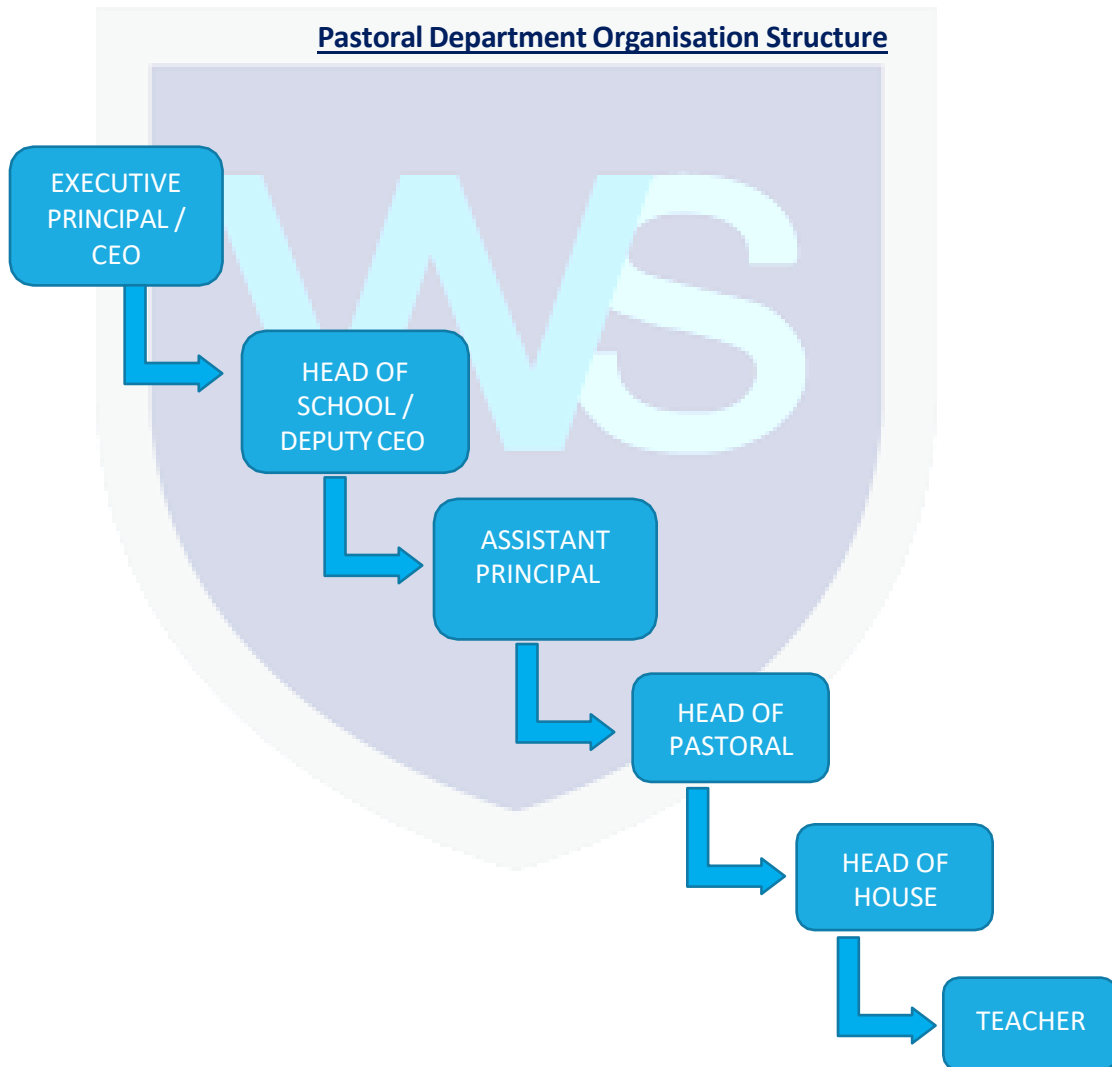 Pastoral Department Organisation Structure
EXECUTIVE
PRINCIPAL /
CEO
WS
HEAD OF
SCHOOL /
DEPUTY CEO
ASSISTANT
PRINCIPAL
HEAD OF
PASTORAL
HEAD OF
HOUSE
TEACHER